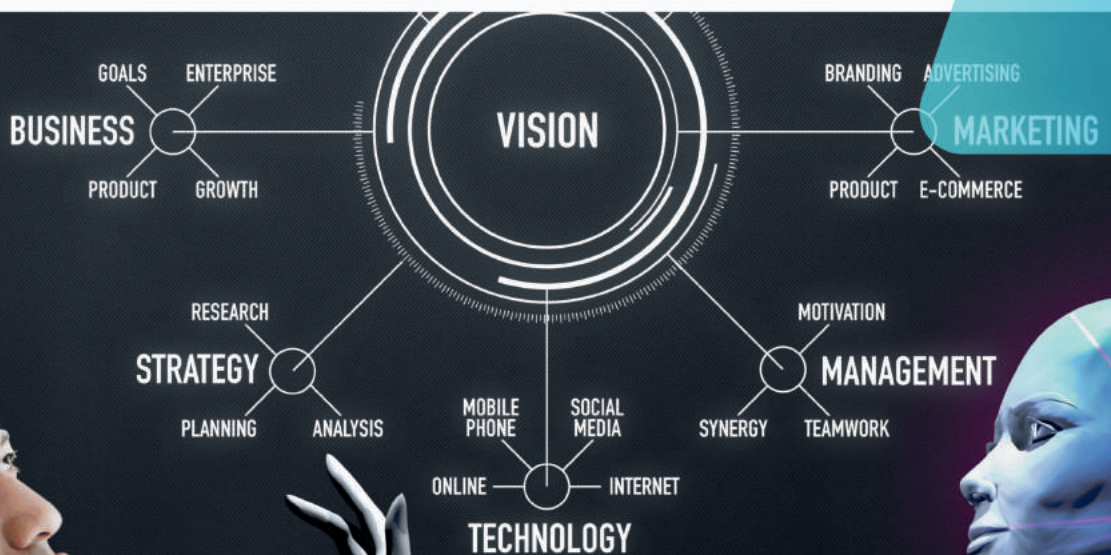 GOALS
ENTERPRISE
BUSINESS
PRODUCT
GROWTH
VISION
BRANDING
ADVERTISING
MARKETING
PRODUCT
E-COMMERCE
RESEARCH
STRATEGY
PLANNING
ANALYSIS
MOBILE
PHONE
SOCIAL
MEDIA
ONLINE
INTERNET
TECHNOLOGY
MOTIVATION
MANAGEMENT
SYNERGY
TEAMWORK